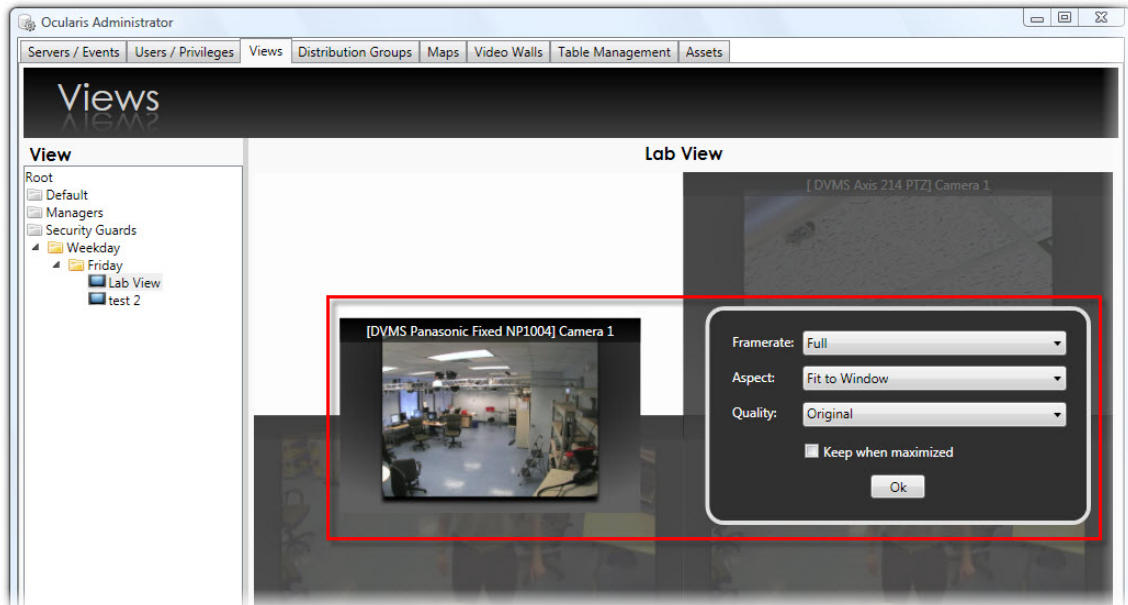 Ocularis Administrator
Servers / Events Users / Privileges Views Distribution Groups Maps Video Walls Table Management Assets
Views
View
Lab View
Root
Default
Managers
Security Guards
Weekday
Friday
Lab View
test 2
[ DVMS Axis 214 PTZ] Camera 1
[DVMS Panasonic Fixed NP1004] Camera 1
Framerate: Full
Aspect: Fit to Window
Quality: Original
Keep when maximized
Ok